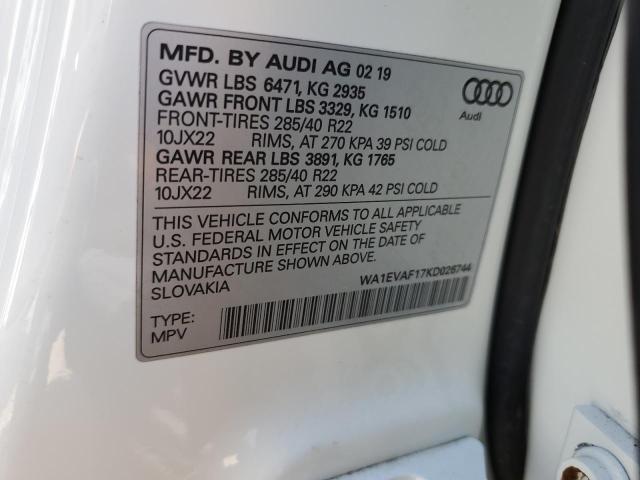 MFD. BY AUDI AG 02 19
GVWR LBS 6471, KG 2935
GAWR FRONT LBS 3329, KG 1510
FRONT-TIRES 285/40 R22
10JX22 RIMS, AT 270 KPA 39 PSI COLD
GAWR REAR LBS 3891, KG 1765
REAR-TIRES 285/40 R22
10JX22 RIMS, AT 290 KPA 42 PSI COLD
Audi
THIS VEHICLE CONFORMS TO ALL APPLICABLE
U.S. FEDERAL MOTOR VEHICLE SAFETY
STANDARDS IN EFFECT ON THE DATE OF
MANUFACTURE SHOWN ABOVE.
SLOVAKIA
WA1EVAF17KD026744
TYPE:
MPV